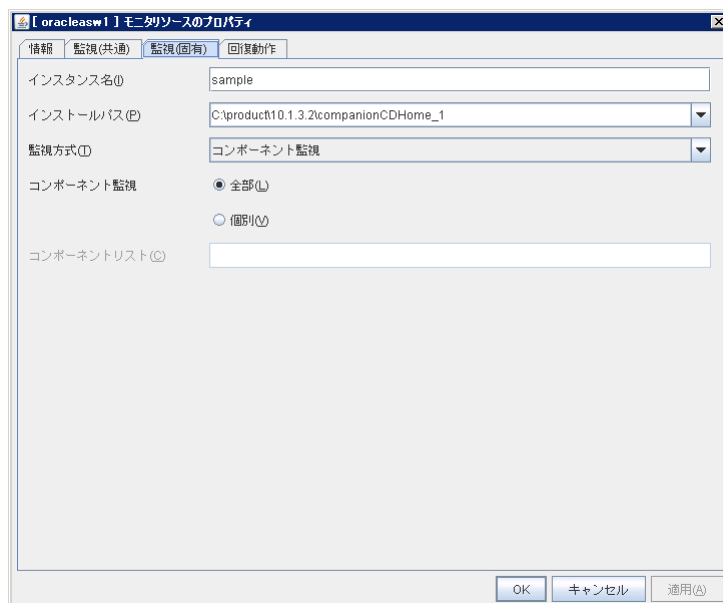 [ oracleasw1 ] モニタリソースのプロパティ
情報 監視(共通) 監視(固有) 回復動作
インスタンス名(I) sample
インストールパス(P) C:\product\10.1.3.2\companionCDHome_1
監視方式(T) コンポーネント監視
コンポーネント監視 全部(L)
個別(V)
コンポーネントリスト(C)
OK キャンセル 適用(A)